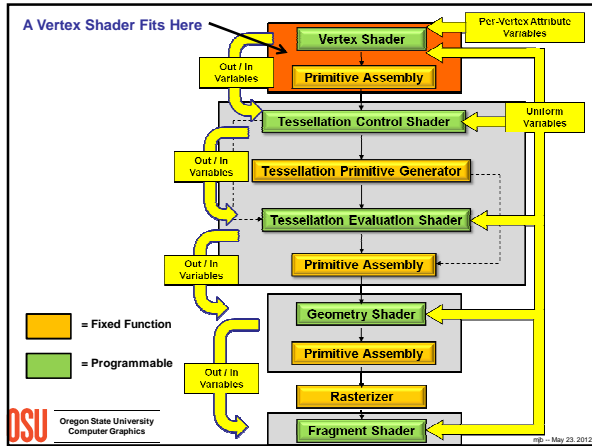 A Vertex Shader Fits Here
Per-Vertex Attribute
Variables
Vertex Shader
Out / In
Variables
Primitive Assembly
Tessellation Control Shader
Uniform
Variables
Out / In
Variables
Tessellation Primitive Generator
Tessellation Evaluation Shader
Out / In
Variables
Primitive Assembly
Geometry Shader
= Fixed Function
Primitive Assembly
= Programmable
Out / In
Variables
Rasterizer
OSU
Oregon State University
Computer Graphics
Fragment Shader
mjb -- May 23, 2012